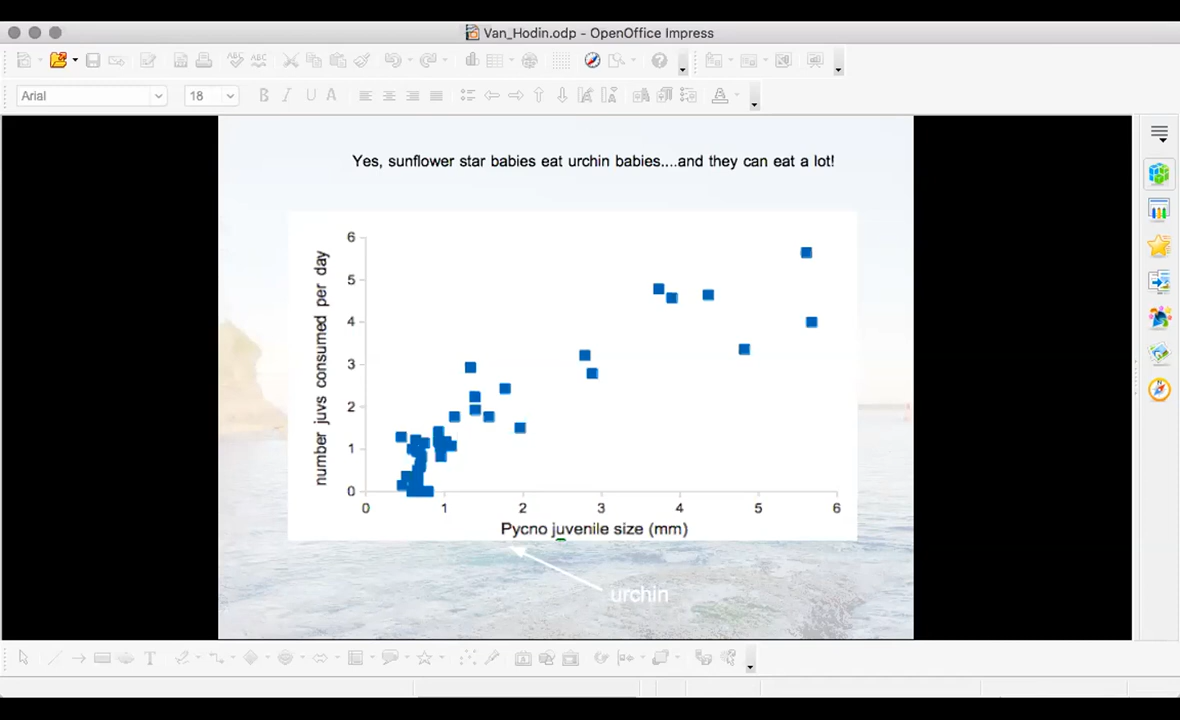 Van_Hodin.odp - OpenOffice Impress
ABC
ABC
Arial
18
B I U A
A
Yes, sunflower star babies eat urchin babies....and they can eat a lot!
number juvs consumed per day
6
5
4
3
2
1
0
0 1 2 3 4 5 6
Pycno juvenile size (mm)
urchin
T